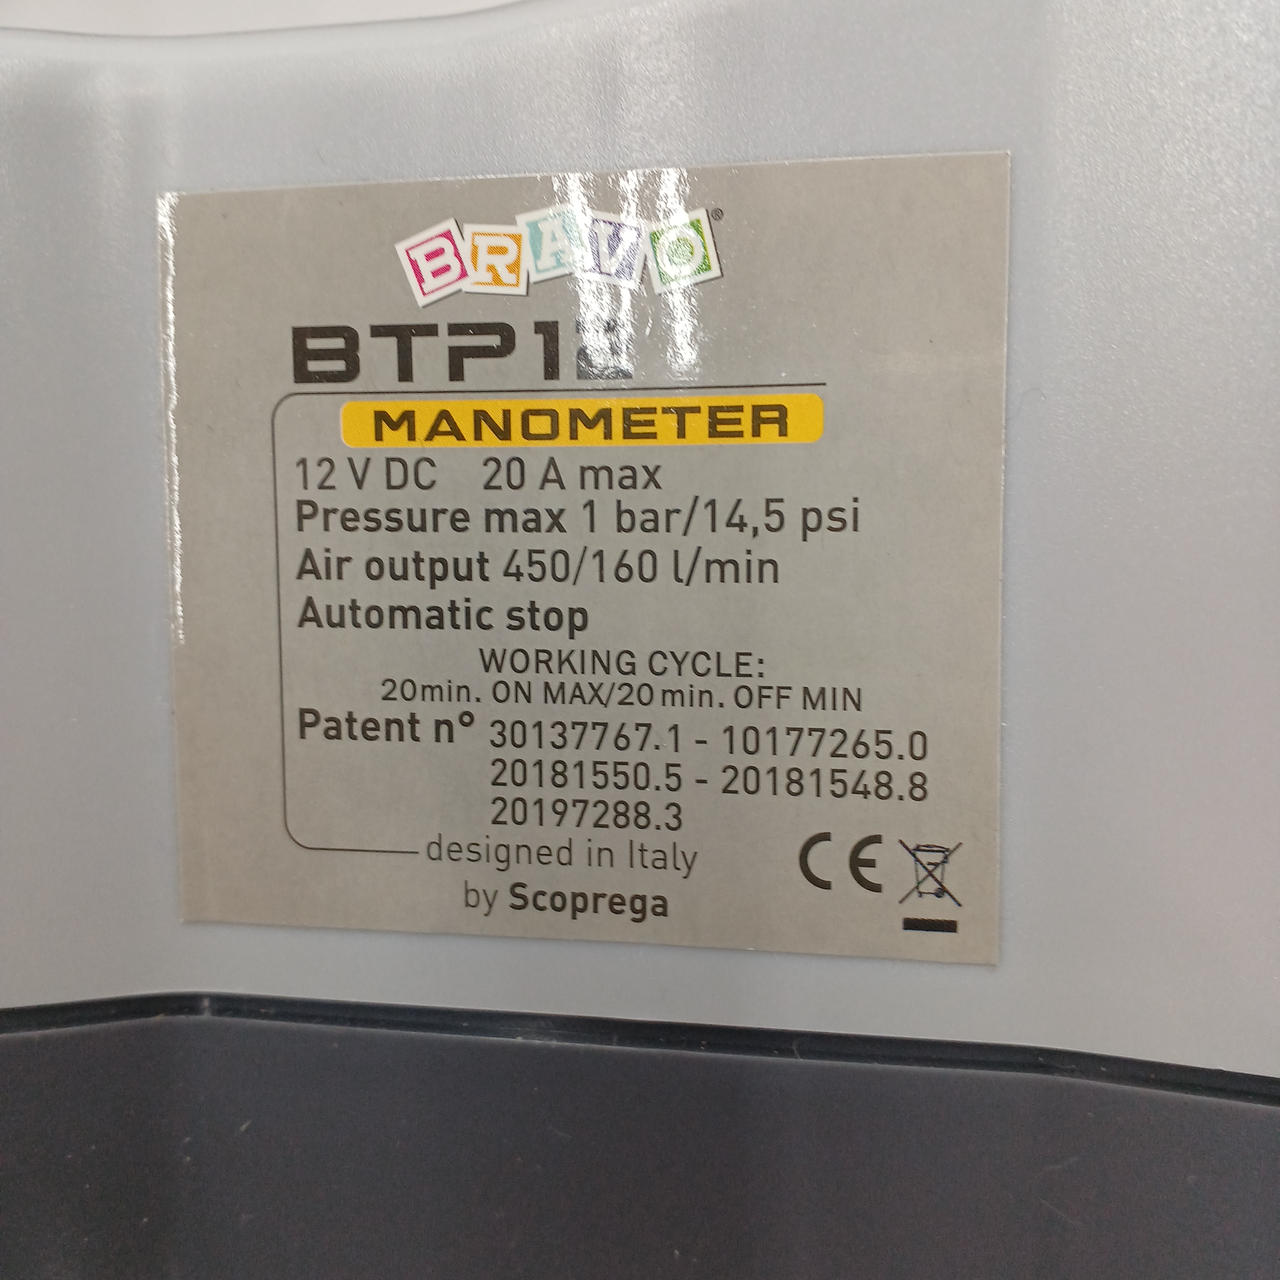 BRAVO®
BTP12
MANOMETER
12 V DC 20 A max
Pressure max 1 bar/14,5 psi
Air output 450/160 l/min
Automatic stop
WORKING CYCLE:
20min. ON MAX/20min. OFF MIN
Patent n° 30137767.1 - 10177265.0
20181550.5 - 20181548.8
20197288.3
designed in Italy
by Scoprega
CE